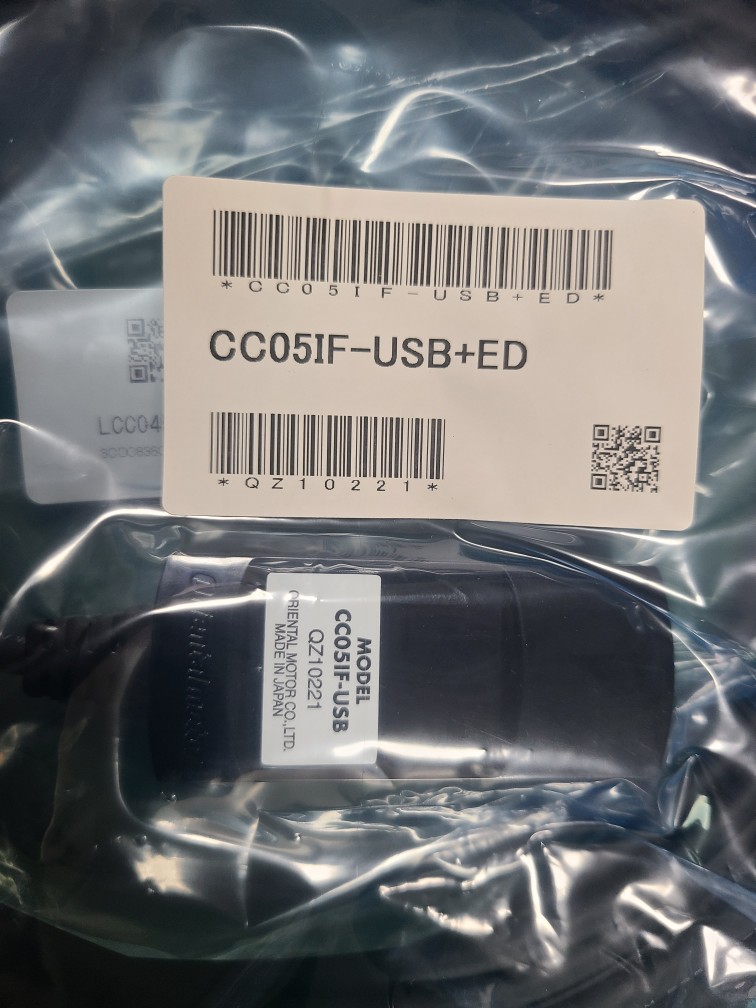 *CC05IF-USB+ED*
CC05IF-USB+ED
*QZ10221*
LCC04
MODEL
CC05IF-USB
QZ10221
ORIENTAL MOTOR CO.,LTD.
MADE IN JAPAN